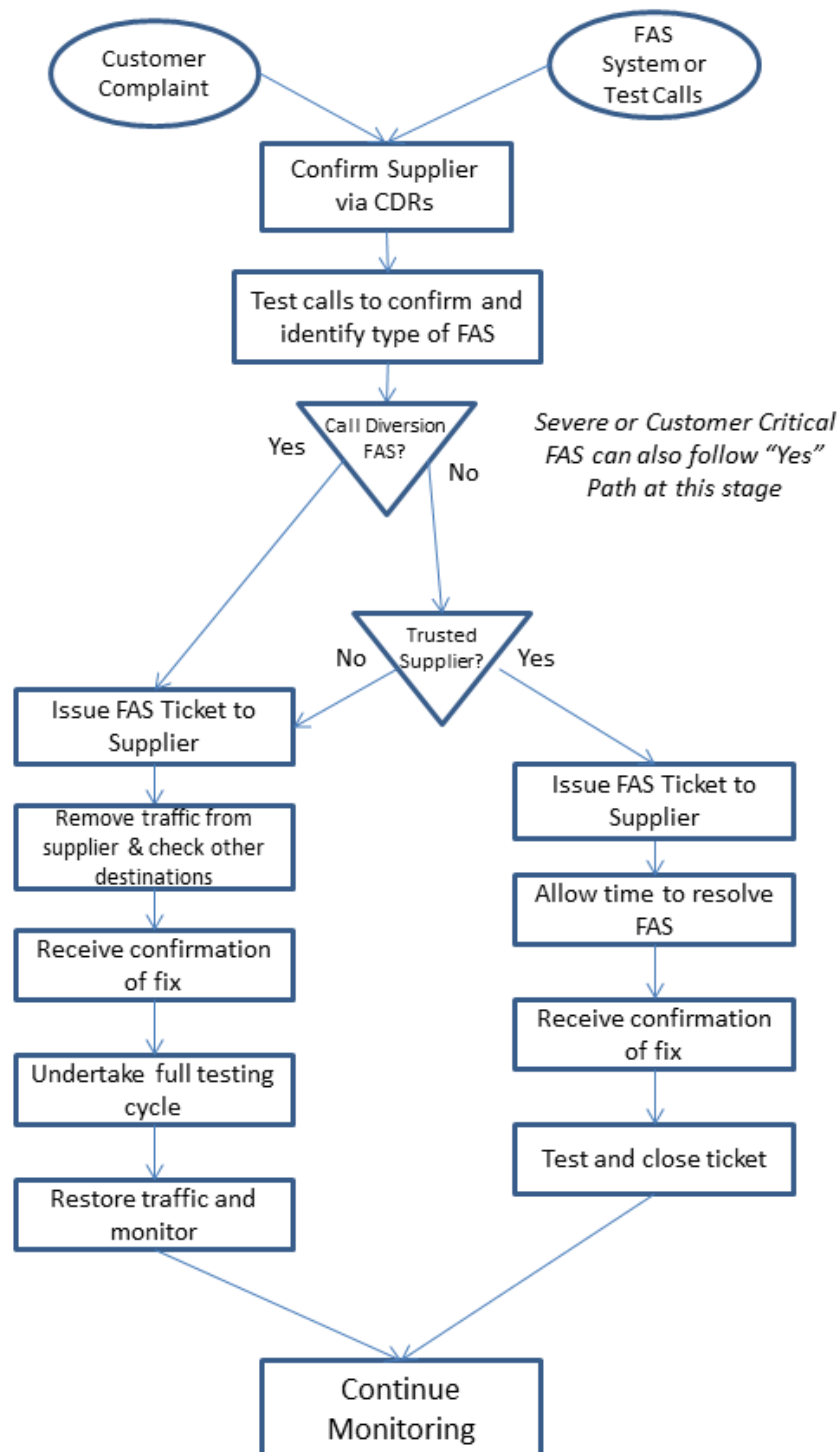 Customer
Complaint
FAS
System or
Test Calls
Confirm Supplier
via CDRs
Test calls to confirm and
identify type of FAS
Call Diversion
FAS?
Yes
No
Severe or Customer Critical
FAS can also follow “Yes”
Path at this stage
Trusted
Supplier?
No
Yes
Issue FAS Ticket to
Supplier
Remove traffic from
supplier & check other
destinations
Receive confirmation
of fix
Undertake full testing
cycle
Restore traffic and
monitor
Issue FAS Ticket to
Supplier
Allow time to resolve
FAS
Receive confirmation
of fix
Test and close ticket
Continue
Monitoring